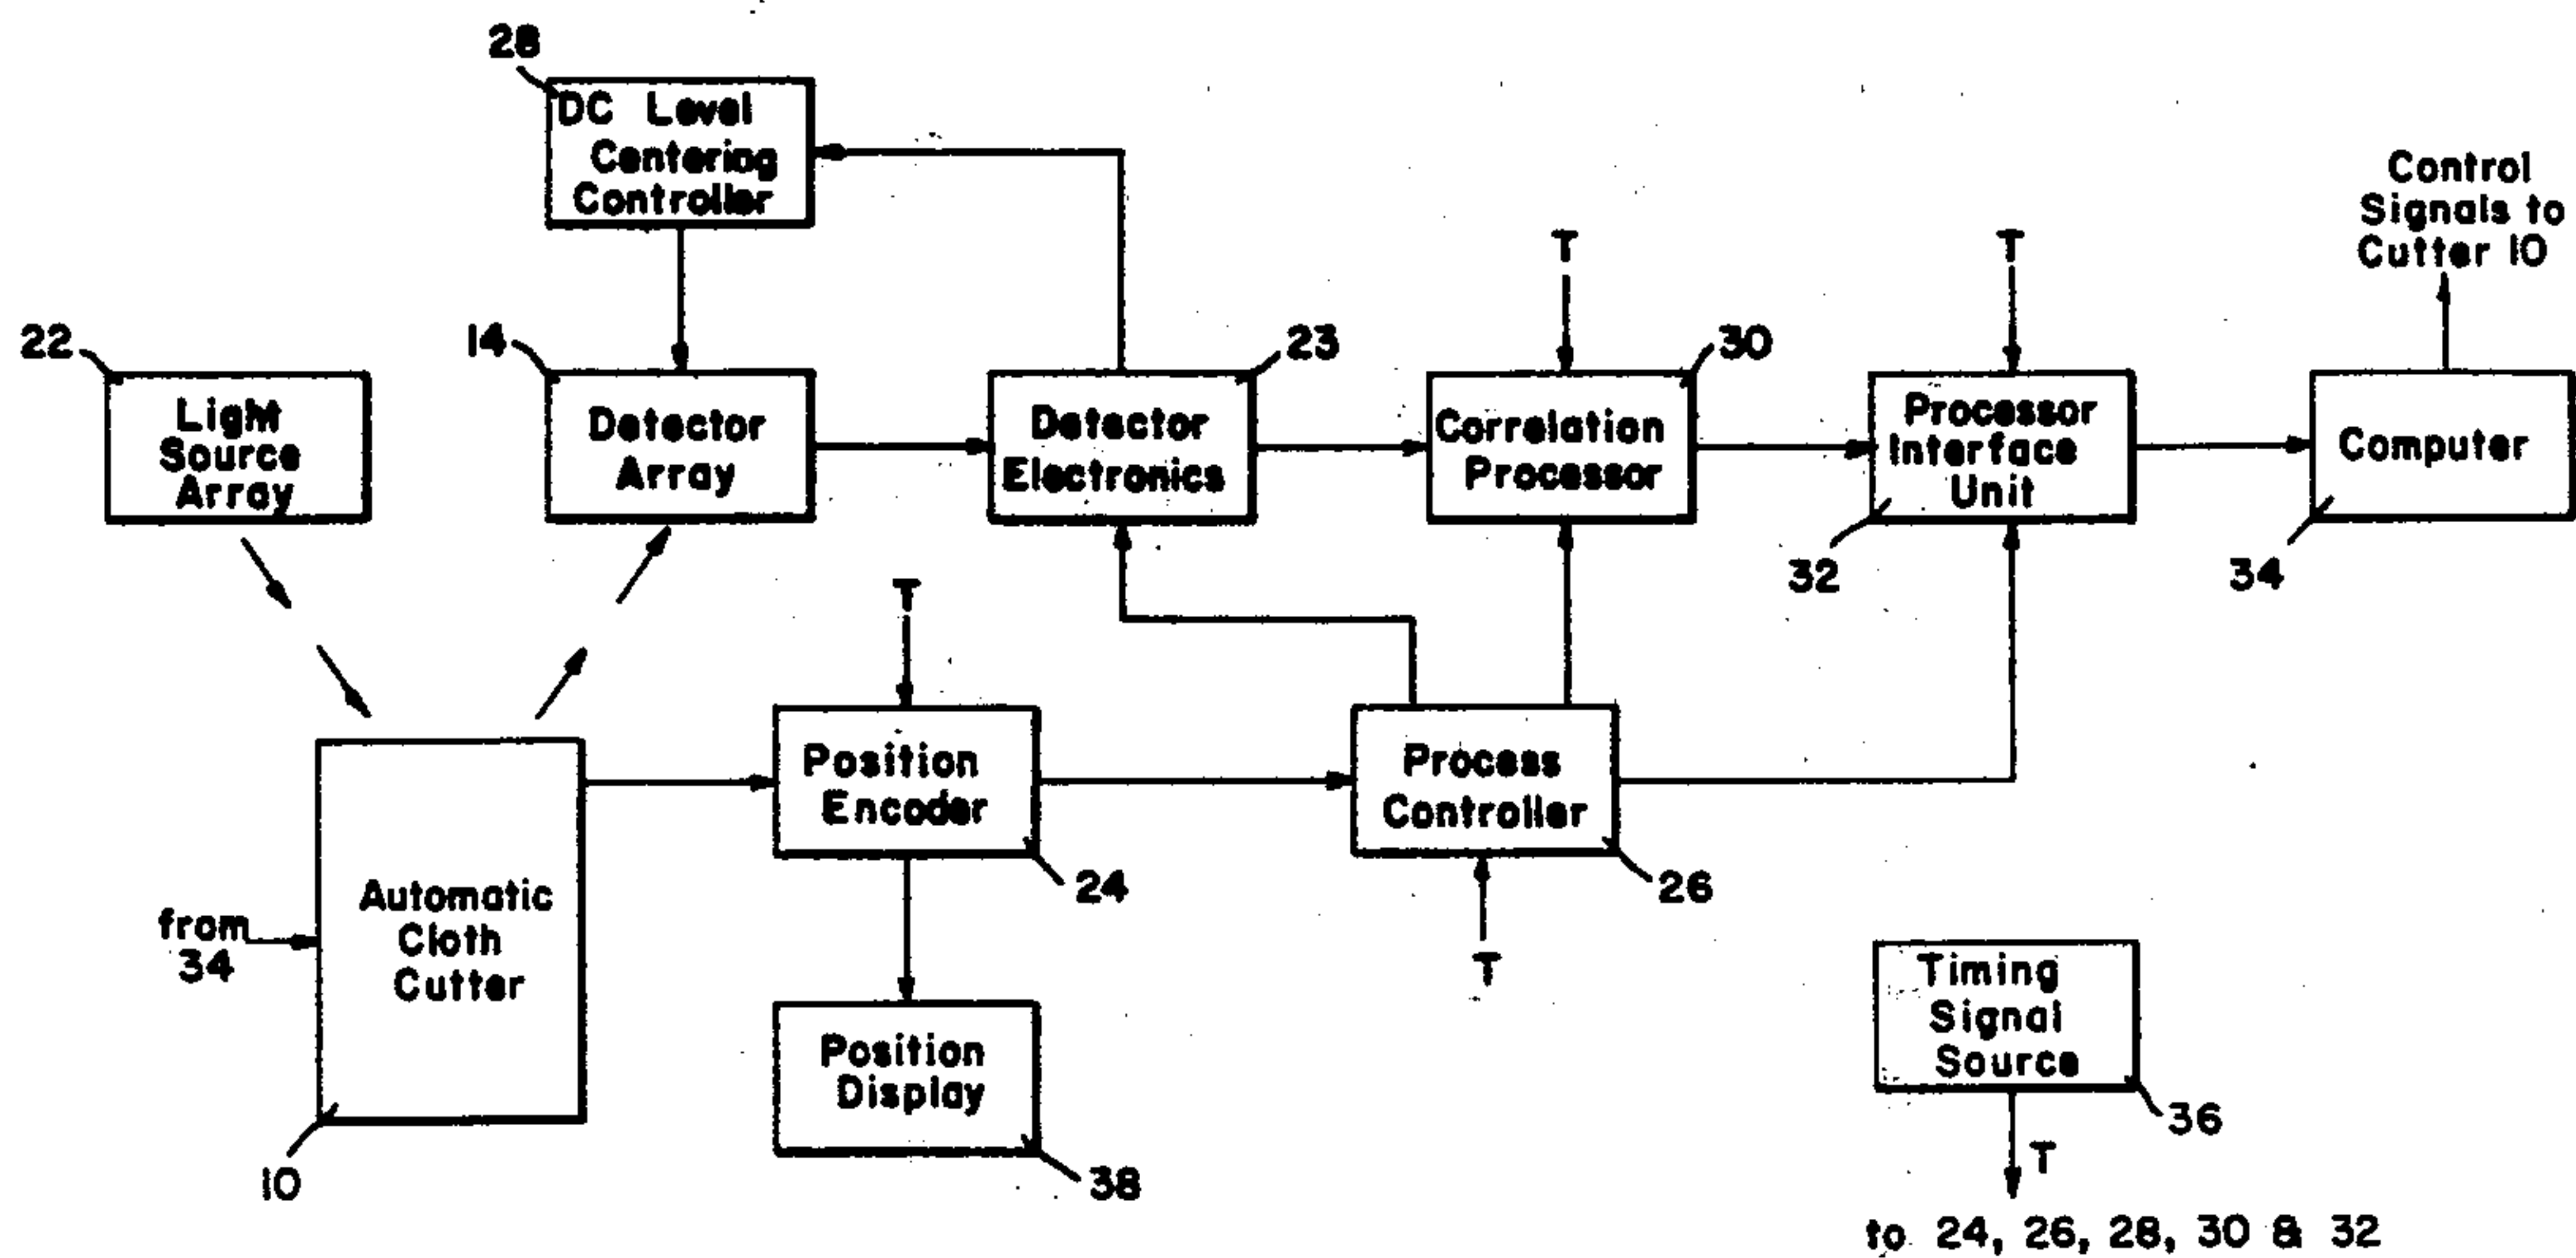 28
DC Level
Centering
Controller
Control
Signals to
Cutter 10
T
T
22
14
23
30
Light
Source
Array
Detector
Array
Detector
Electronics
Correlation
Processor
Processor
Interface
Unit
Computer
32
34
T
Position
Encoder
Process
Controller
24
26
Automatic
Cloth
Cutter
from
34
T
Timing
Signal
Source
Position
Display
36
10
38
T
to 24, 26, 28, 30 & 32